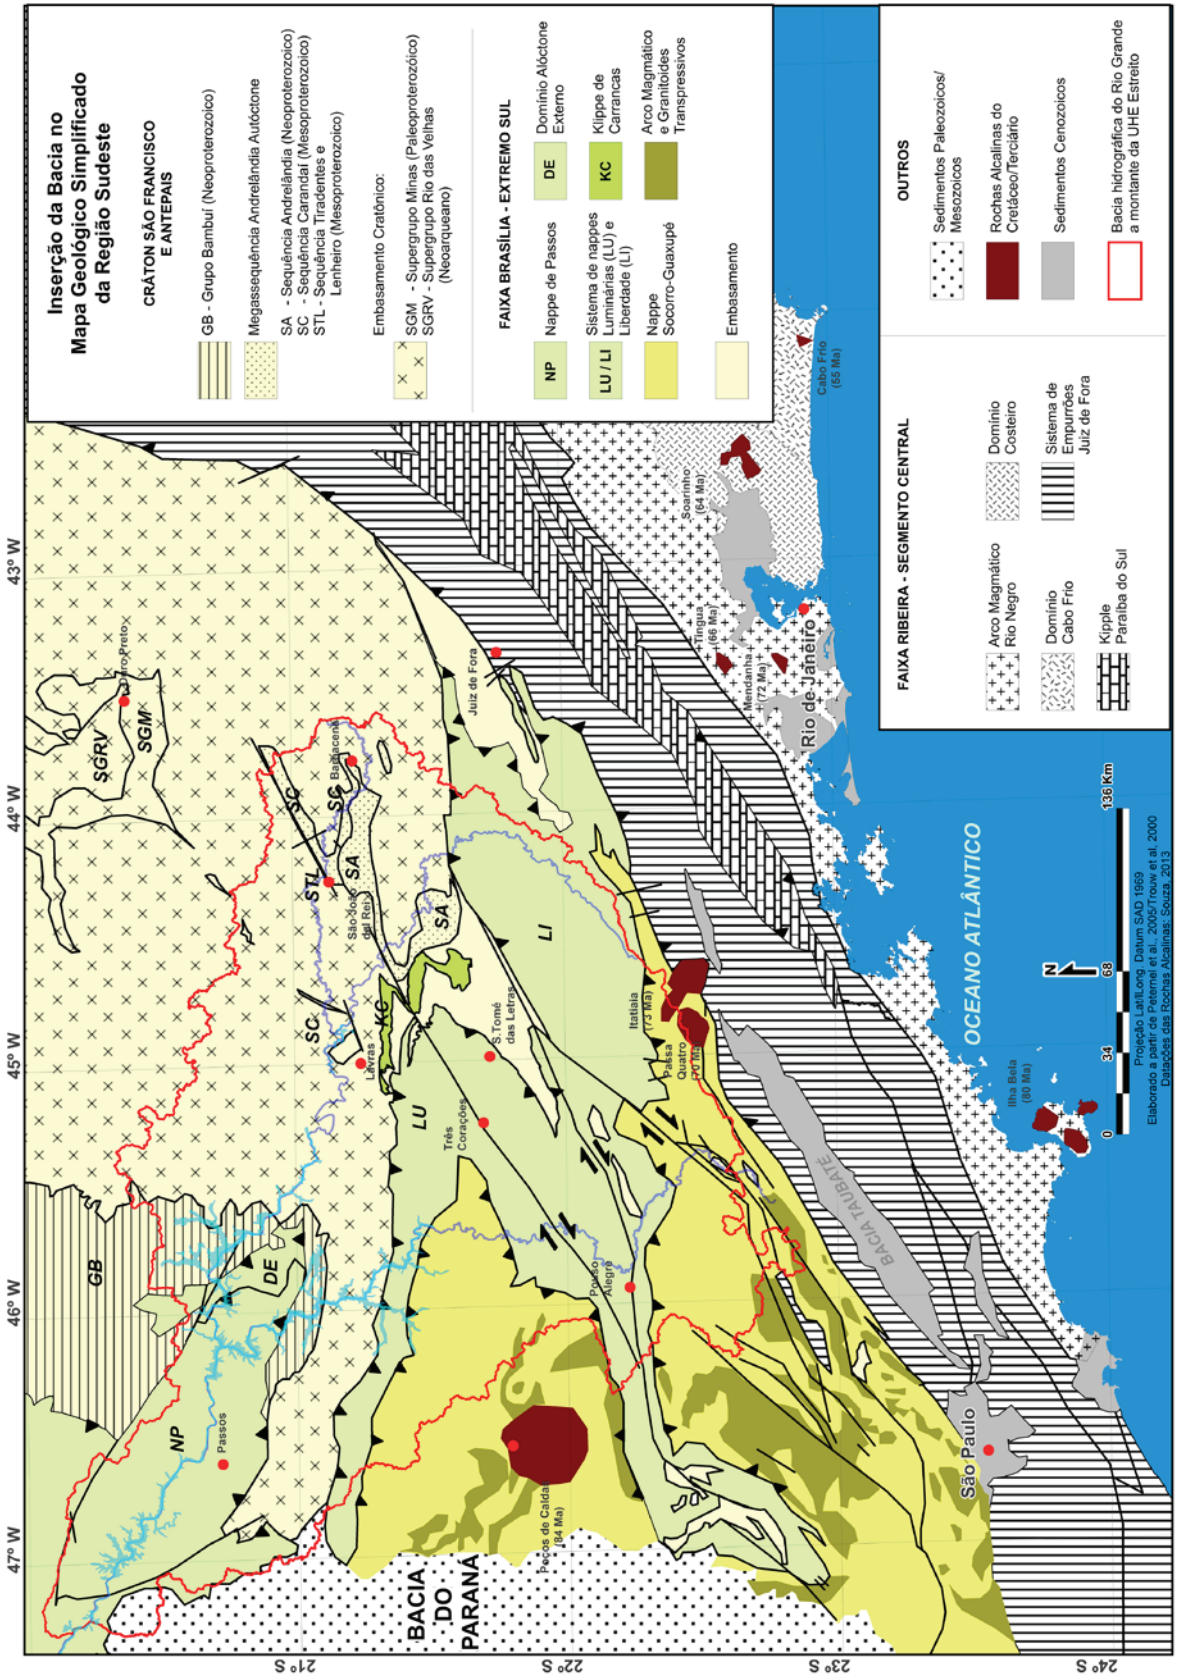 Inserção da Bacia no
Mapa Geológico Simplificado
da Região Sudeste
CRÁTON SÃO FRANCISCO
E ANTEPAIS
GB - Grupo Bambuí (Neoproterozoico)
Megassequência Andrelândia Autóctone
SA - Sequência Andrelândia (Neoproterozoico)
SC - Sequência Carandaí (Mesoproterozoico)
STL - Sequência Tiradentes e
Lenheiro (Mesoproterozoico)
Embasamento Cratônico:
SGM - Supergrupo Minas (Paleoproterozóico)
SGRV - Supergrupo Rio das Velhas
(Neoarqueano)
FAIXA BRASÍLIA - EXTREMO SUL
NP
Nappe de Passos
DE
Domínio Alóctone
Externo
LU / LI
Sistema de nappes
Luminárias (LU) e
Liberdade (LI)
KC
Klippe de
Carrancas
Nappe
Socorro-Guaxupé
Arco Magmático
e Granitoides
Transpressivos
Embasamento
FAIXA RIBEIRA - SEGMENTO CENTRAL
Arco Magmático
Rio Negro
Domínio
Costeiro
Domínio
Cabo Frio
Sistema de
Empurrões
Juiz de Fora
Kipple
Paraíba do Sul
OUTROS
Sedimentos Paleozoicos/
Mesozoicos
Rochas Alcalinas do
Cretáceo/Terciário
Sedimentos Cenozoicos
Bacia hidrográfica do Rio Grande
a montante da UHE Estreito
47° W
46° W
45° W
44° W
43° W
21° S
22° S
23° S
24° S
GB
NP
DE
Passos
SGRV
SGM
Ouro Preto
SC
SC
SC
Barbacena
STL
SA
SA
São João
del Rei
Lavras
KC
LU
LI
S.Tomé
das Letras
Três
Corações
Juiz de Fora
Pouso
Alegre
Poços de Caldas
(84 Ma)
BACIA
DO
PARANÁ
Itatiaia
(73 Ma)
Passa
Quatro
(70 Ma)
BACIA TAUBATÉ
São Paulo
Ilha Bela
(80 Ma)
Mendanha
(72 Ma)
Tinguá
(66 Ma)
Soarinho
(64 Ma)
Rio de Janeiro
Cabo Frio
(55 Ma)
OCEANO ATLÂNTICO
N
0
34
68
136 Km
Projeção Lat/lLong. Datum SAD 1969
Elaborado a partir de Peternel et al., 2005/Trouw et al, 2000
Datações das Rochas Alcalinas: Souza, 2013